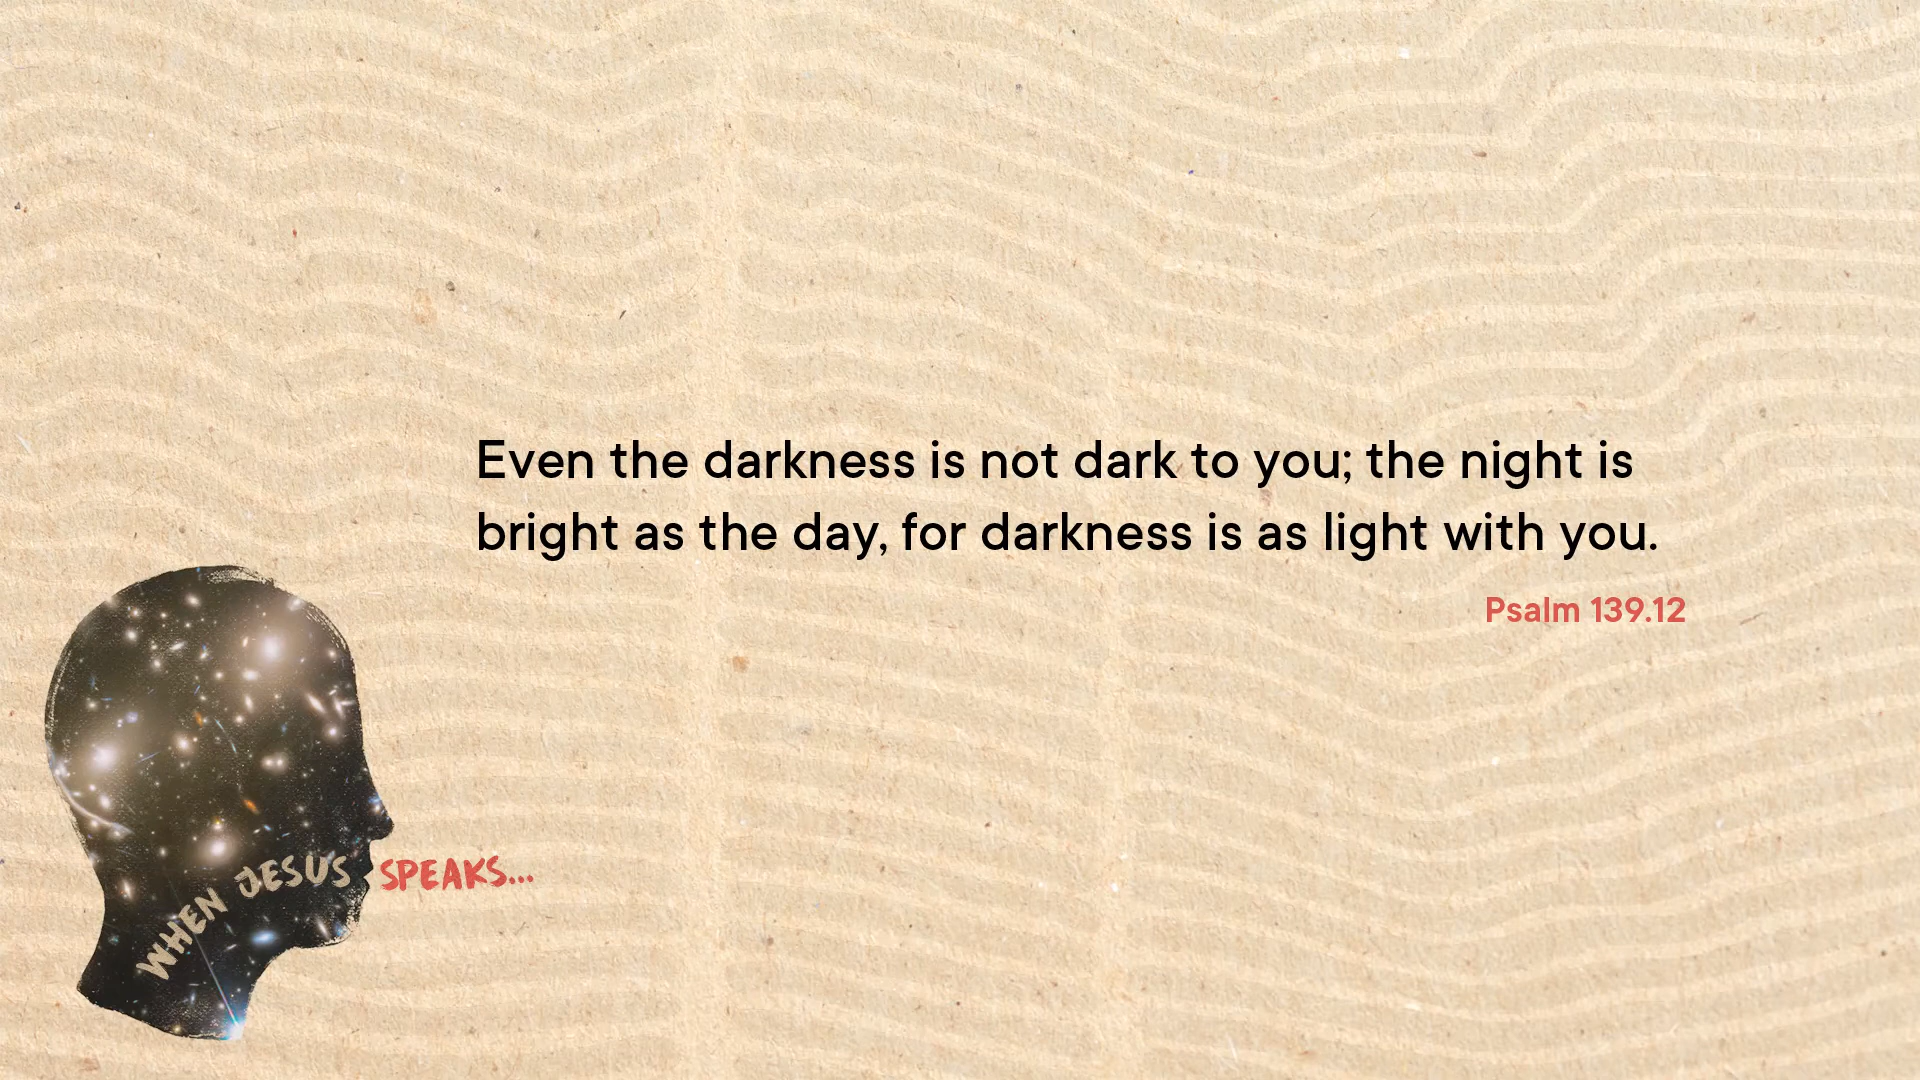 Even the darkness is not dark to you; the night is
bright as the day, for darkness is as light with you.
Psalm 139.12
WHEN JESUS SPEAKS...